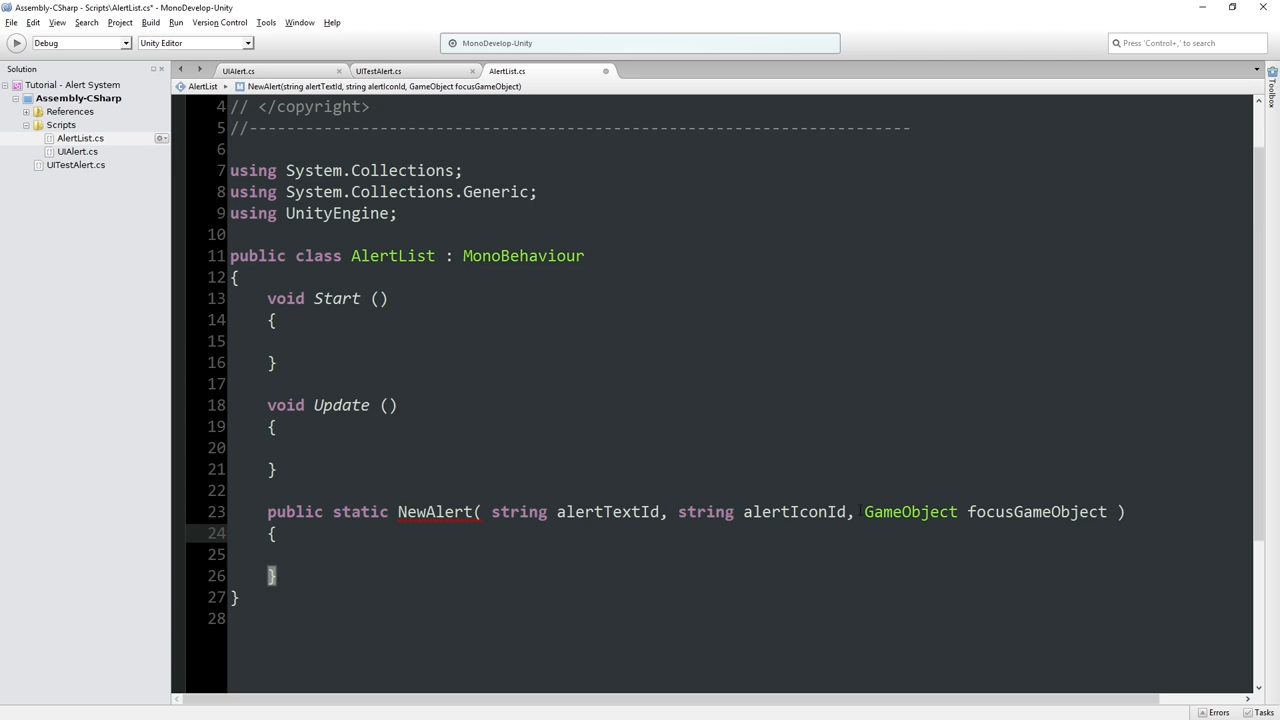 Assembly-CSharp - Scripts\AlertList.cs* - MonoDevelop-Unity
File Edit View Search Project Build Run Version Control Tools Window Help
Debug Unity Editor MonoDevelop-Unity Press 'Control+,' to search
Solution
UIAlert.cs UITestAlert.cs AlertList.cs
Tutorial - Alert System
Assembly-CSharp
References
Scripts
AlertList.cs
UIAlert.cs
UITestAlert.cs
Toolbox
AlertList NewAlert(string alertTextId, string alertIconId, GameObject focusGameObject)
4 // </copyright>
5 //-----------------------------------------------------------------------
6
7 using System.Collections;
8 using System.Collections.Generic;
9 using UnityEngine;
10
11 public class AlertList : MonoBehaviour
12 {
13 void Start ()
14 {
15
16 }
17
18 void Update ()
19 {
20
21 }
22
23 public static NewAlert( string alertTextId, string alertIconId, GameObject focusGameObject )
24 {
25
26 }
27 }
28
Errors Tasks